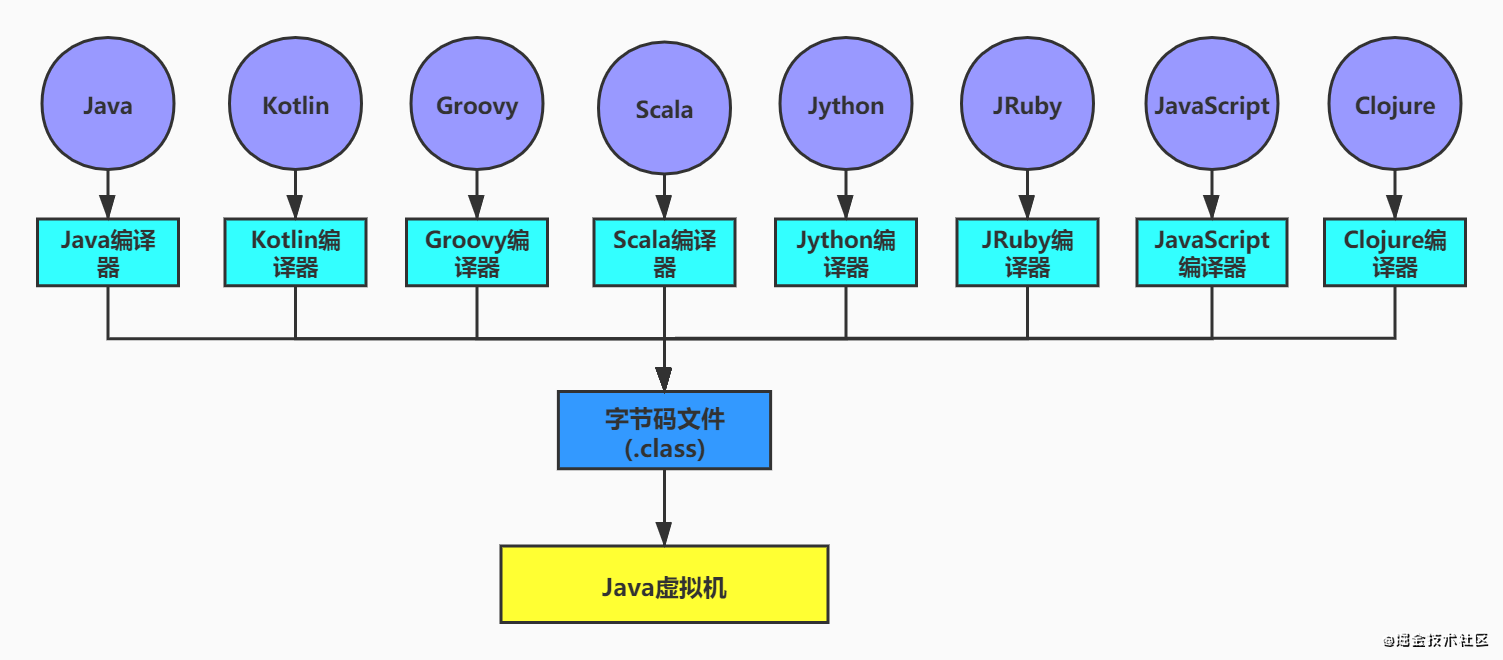 Java
Kotlin
Groovy
Scala
Jython
JRuby
JavaScript
Clojure
Java编译
器
Kotlin编
译器
Groovy编
译器
Scala编译
器
Jython编
译器
JRuby编
译器
JavaScript
编译器
Clojure编
译器
字节码文件
(.class)
Java虚拟机
@掘金技术社区